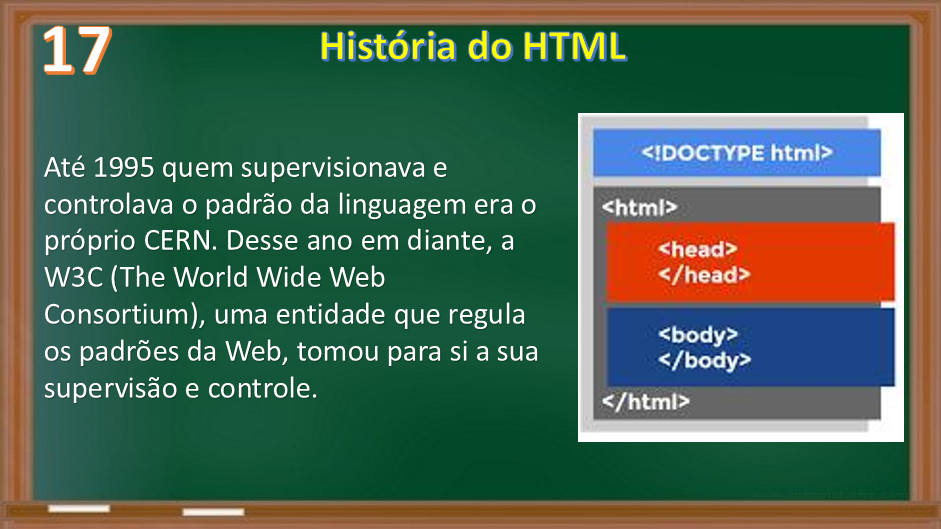 17
História do HTML
Até 1995 quem supervisionava e
controlava o padrão da linguagem era o
próprio CERN. Desse ano em diante, a
W3C (The World Wide Web
Consortium), uma entidade que regula
os padrões da Web, tomou para si a sua
supervisão e controle.
<!DOCTYPE html>
<html>
<head>
</head>
<body>
</body>
</html>